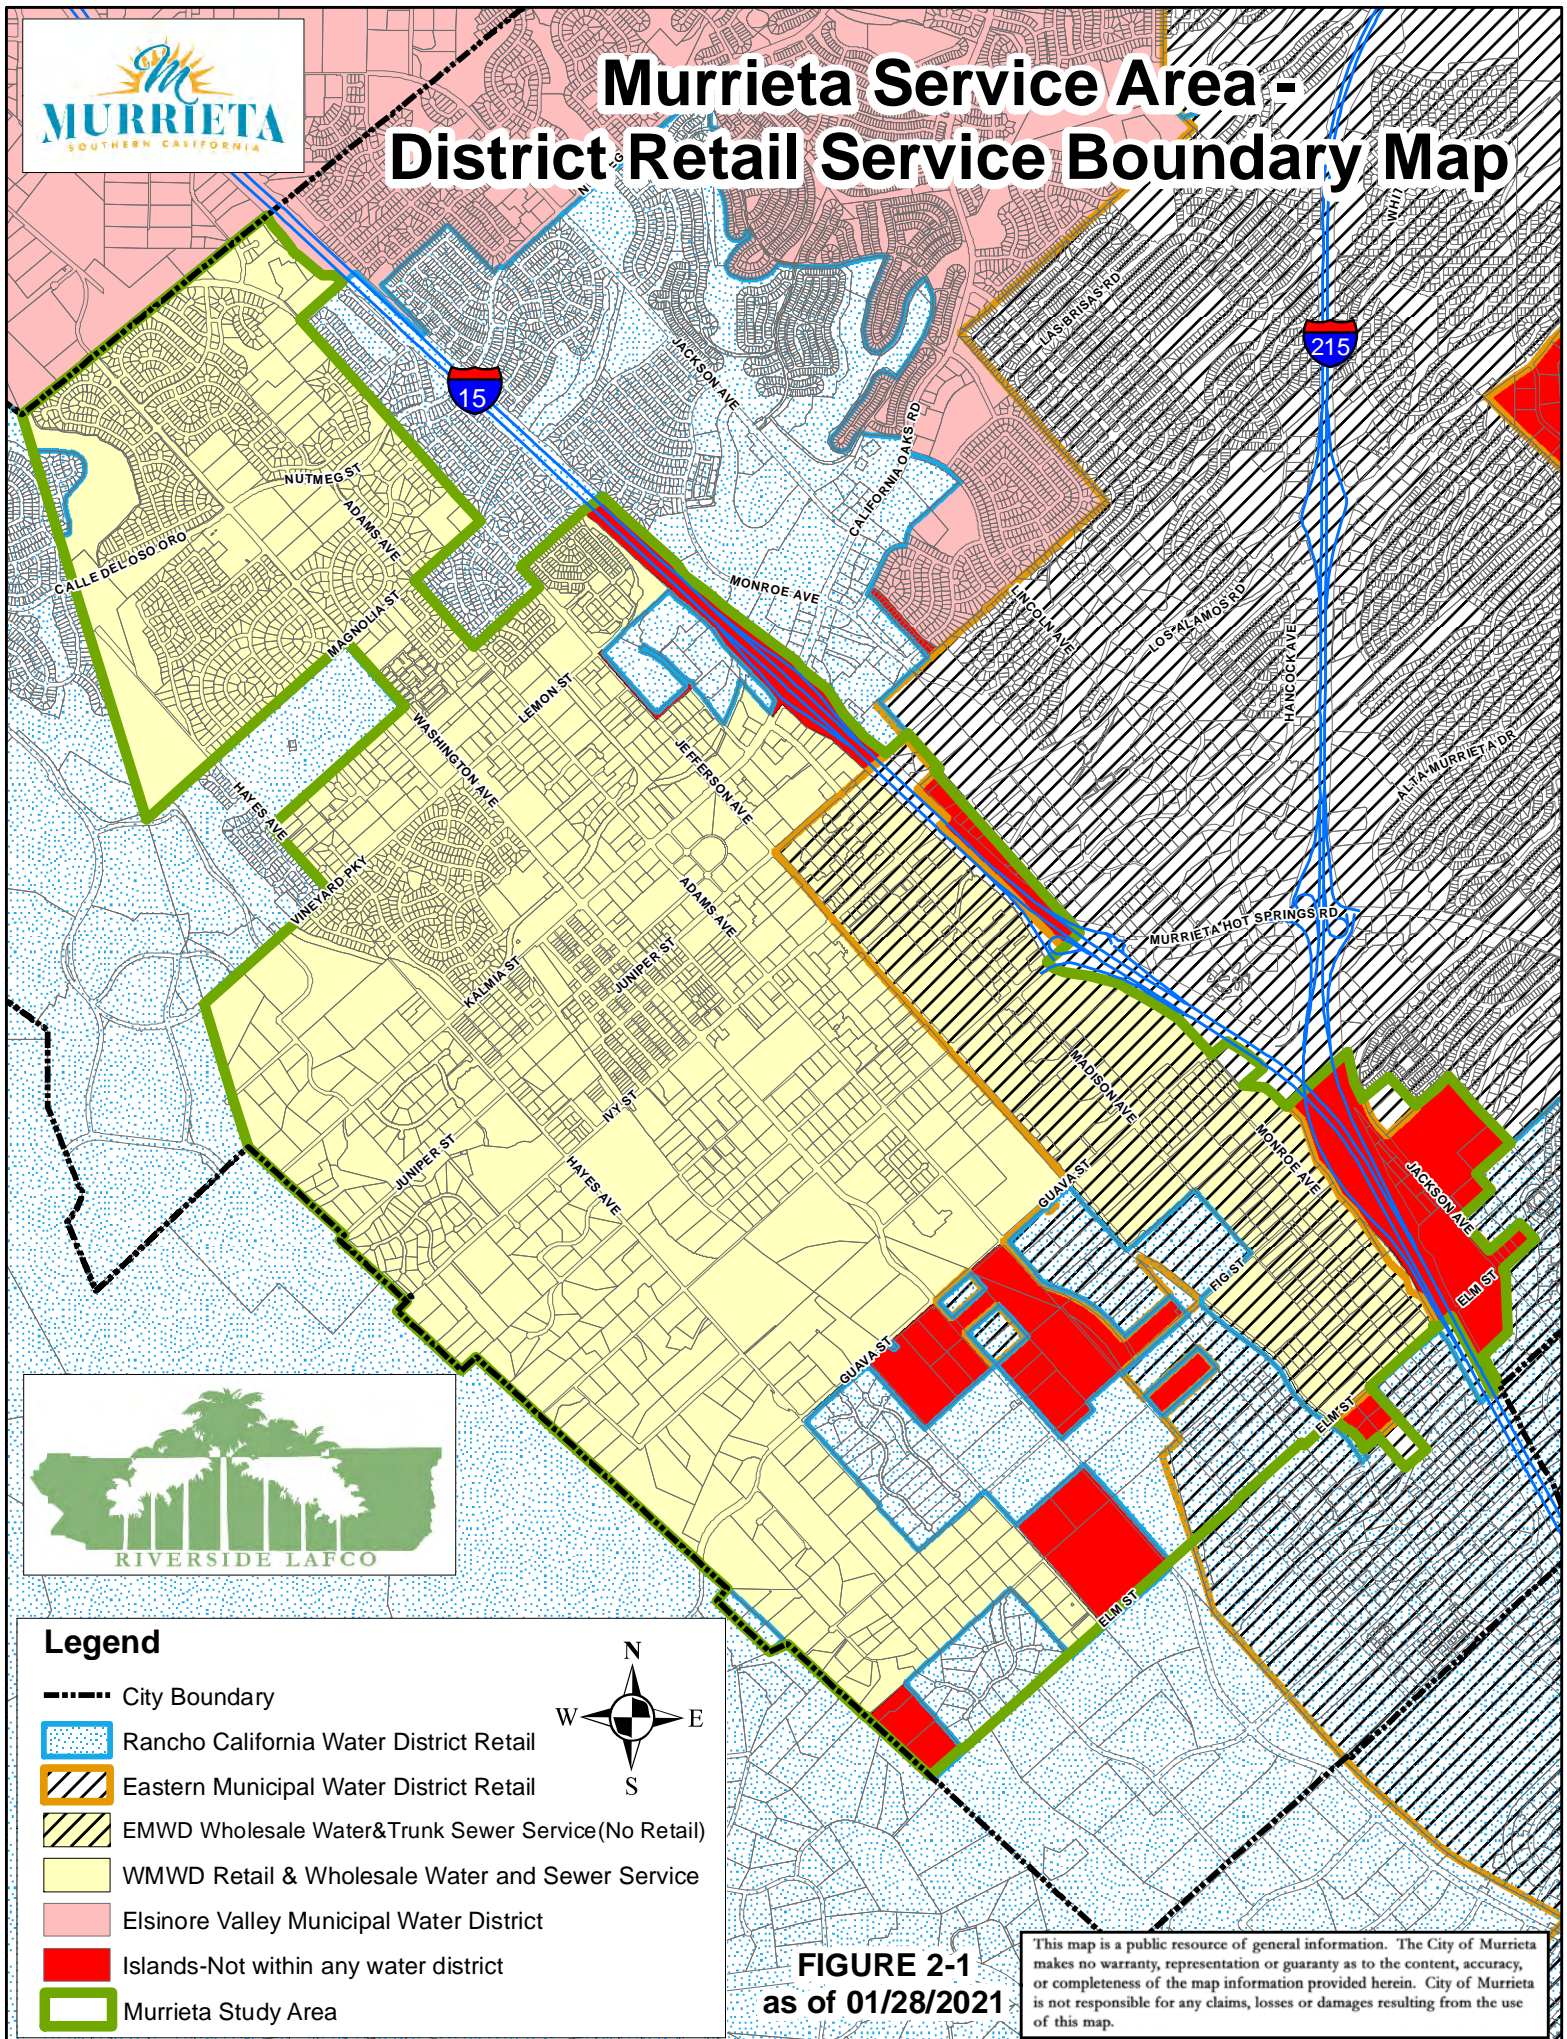 MURRIETA
SOUTHERN CALIFORNIA
Murrieta Service Area -
District Retail Service Boundary Map
WHIT
LAS BRISAS RD
215
JACKSON AVE
15
CALIFORNIA OAKS RD
NUTMEG ST
ADAMS AVE
CALLE DEL OSO ORO
MONROE AVE
LINCOLN AVE
LOS ALAMOS RD
HANCOCK AVE
MAGNOLIA ST
LEMON ST
WASHINGTON AVE
JEFFERSON AVE
ALTA MURRIETA DR
HAYES AVE
VINEYARD PKY
ADAMS AVE
MURRIETA HOT SPRINGS RD
KALMIA ST
JUNIPER ST
MADISON AVE
IVY ST
JUNIPER ST
HAYES AVE
GUAVA ST
MONROE AVE
JACKSON AVE
FIG ST
ELM ST
GUAVA ST
ELM ST
RIVERSIDE LAFCO
ELM ST
Legend
N
W E
S
City Boundary
Rancho California Water District Retail
Eastern Municipal Water District Retail
EMWD Wholesale Water&Trunk Sewer Service(No Retail)
WMWD Retail & Wholesale Water and Sewer Service
Elsinore Valley Municipal Water District
Islands-Not within any water district
Murrieta Study Area
FIGURE 2-1
as of 01/28/2021
This map is a public resource of general information. The City of Murrieta
makes no warranty, representation or guaranty as to the content, accuracy,
or completeness of the map information provided herein. City of Murrieta
is not responsible for any claims, losses or damages resulting from the use
of this map.